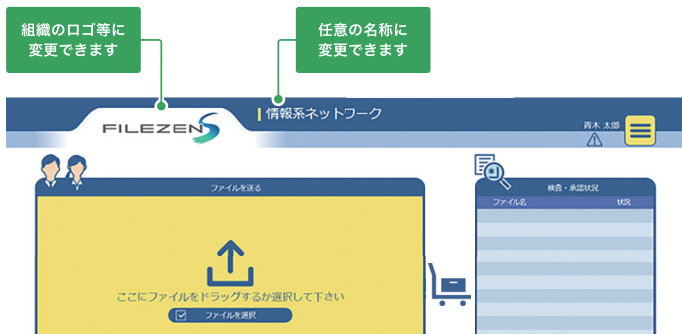 組織のロゴ等に
変更できます
任意の名称に
変更できます
FILEZEN S
情報系ネットワーク
青木 太郎
ファイルを送る
検査・承認状況
ファイル名 状況
ここにファイルをドラッグするか選択して下さい
ファイルを選択